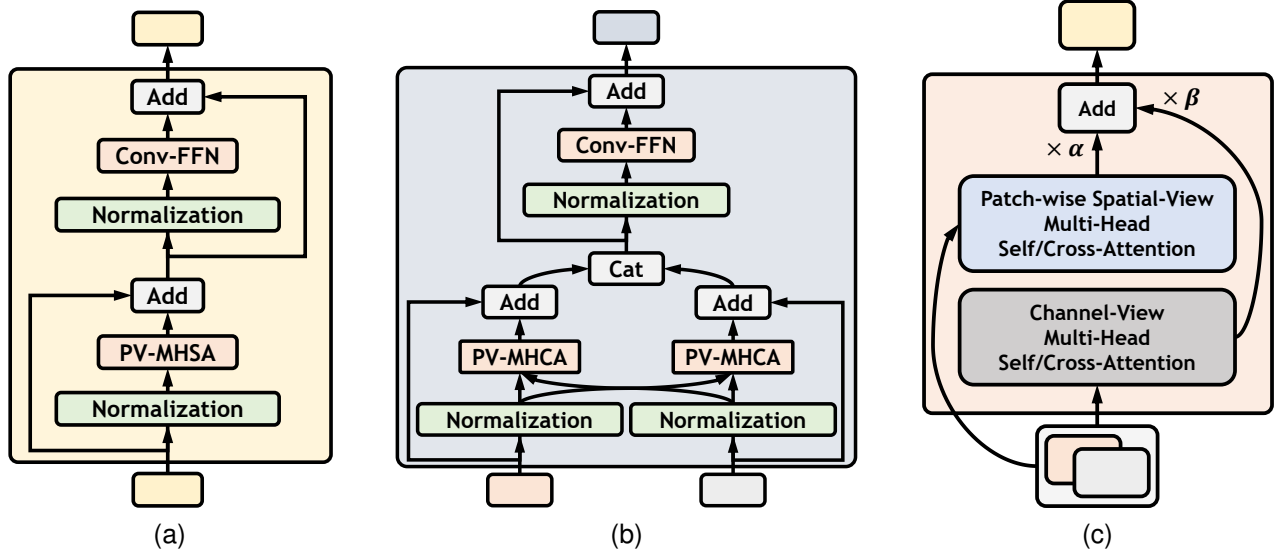 Add
Conv-FFN
Normalization
Add
PV-MHSA
Normalization
(a)
Add
Conv-FFN
Normalization
Cat
Add
Add
PV-MHCA
PV-MHCA
Normalization
Normalization
(b)
Add
× β
× α
Patch-wise Spatial-View
Multi-Head
Self/Cross-Attention
Channel-View
Multi-Head
Self/Cross-Attention
(c)